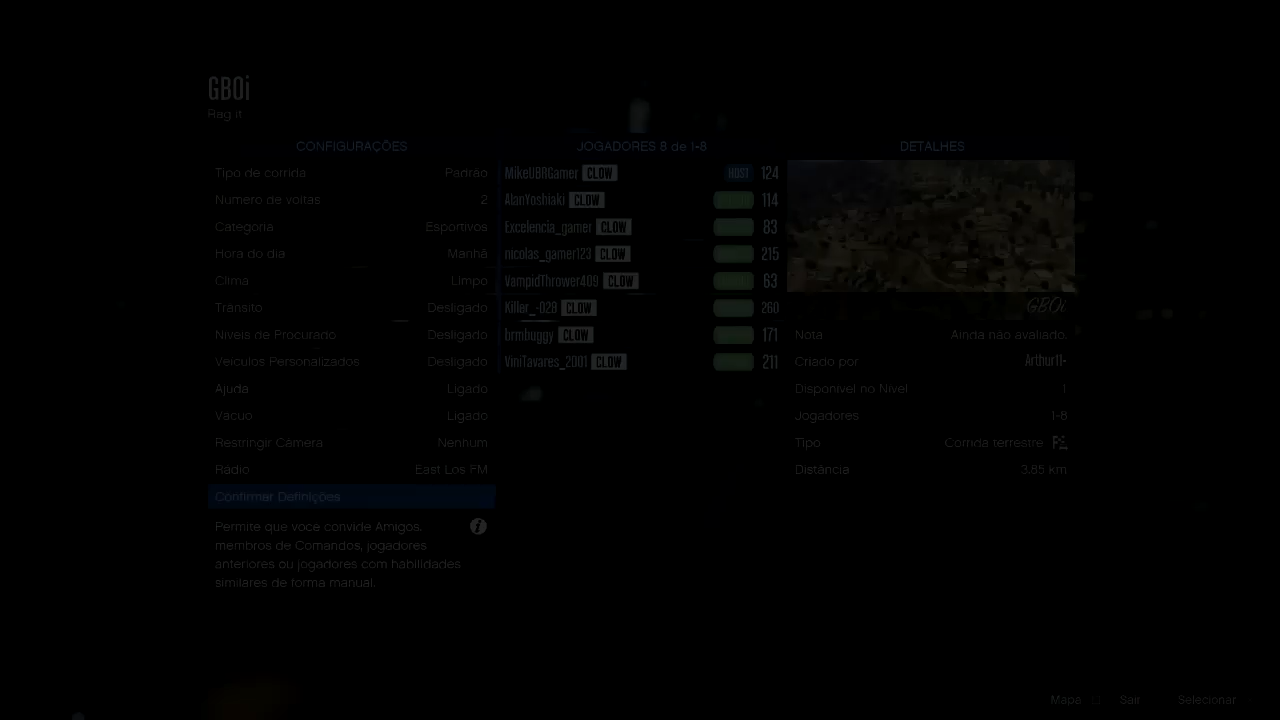 GBOi
Rag it
CONFIGURAÇÕES
Tipo de corrida Padrão
Número de voltas 2
Categoria Esportivos
Hora do dia Manhã
Clima Limpo
Trânsito Desligado
Níveis de Procurado Desligado
Veículos Personalizados Desligado
Ajuda Ligado
Vácuo Ligado
Restringir Câmera Nenhum
Rádio East Los FM
Confirmar Definições
Permite que você convide Amigos,
membros de Comandos, jogadores
anteriores ou jogadores com habilidades
similares de forma manual.
JOGADORES 8 de 1-8
MikeUBRGamer CLOW HOST 124
AlanYoshiaki CLOW 114
Excelencia_gamer CLOW 83
nicolas_gamer123 CLOW 215
VampidThrower409 CLOW 63
Killer_-028 CLOW 260
brmbuggy CLOW 171
ViniTavares_2001 CLOW 211
DETALHES
GBOi
Nota Ainda não avaliado.
Criado por Arthur11-
Disponível no Nível 1
Jogadores 1-8
Tipo Corrida terrestre
Distância 3.85 km
Mapa Sair Selecionar